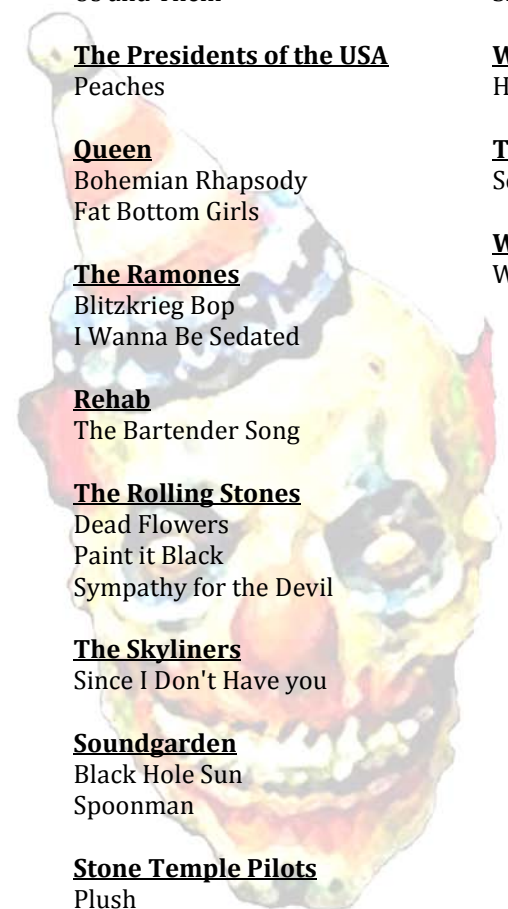 The Presidents of the USA
Peaches
Queen
Bohemian Rhapsody
Fat Bottom Girls
The Ramones
Blitzkrieg Bop
I Wanna Be Sedated
Rehab
The Bartender Song
The Rolling Stones
Dead Flowers
Paint it Black
Sympathy for the Devil
The Skyliners
Since I Don't Have you
Soundgarden
Black Hole Sun
Spoonman
Stone Temple Pilots
Plush